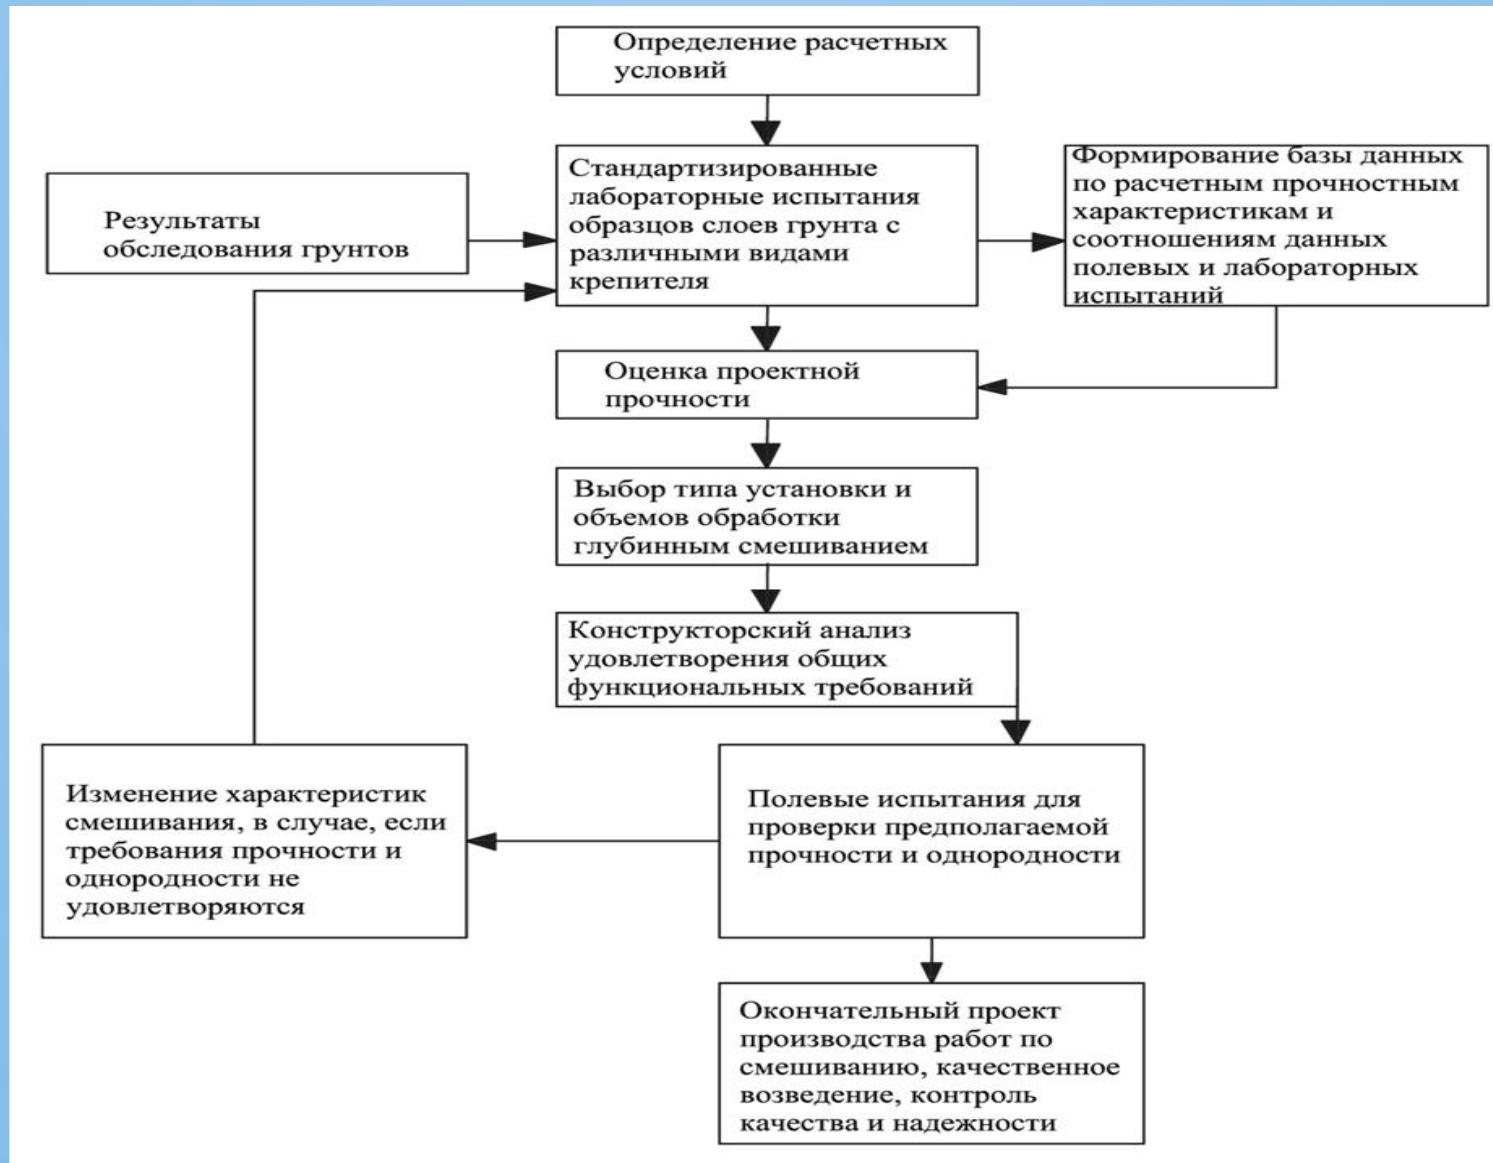 Определение расчетных
условий
Результаты
обследования грунтов
Стандартизированные
лабораторные испытания
образцов слоев грунта с
различными видами
крепителя
Формирование базы данных
по расчетным прочностным
характеристикам и
соотношениям данных
полевых и лабораторных
испытаний
Оценка проектной
прочности
Выбор типа установки и
объемов обработки
глубинным смешиванием
Конструкторский анализ
удовлетворения общих
функциональных требований
Изменение характеристик
смешивания, в случае, если
требования прочности и
однородности не
удовлетворяются
Полевые испытания для
проверки предполагаемой
прочности и однородности
Окончательный проект
производства работ по
смешиванию, качественное
возведение, контроль
качества и надежности